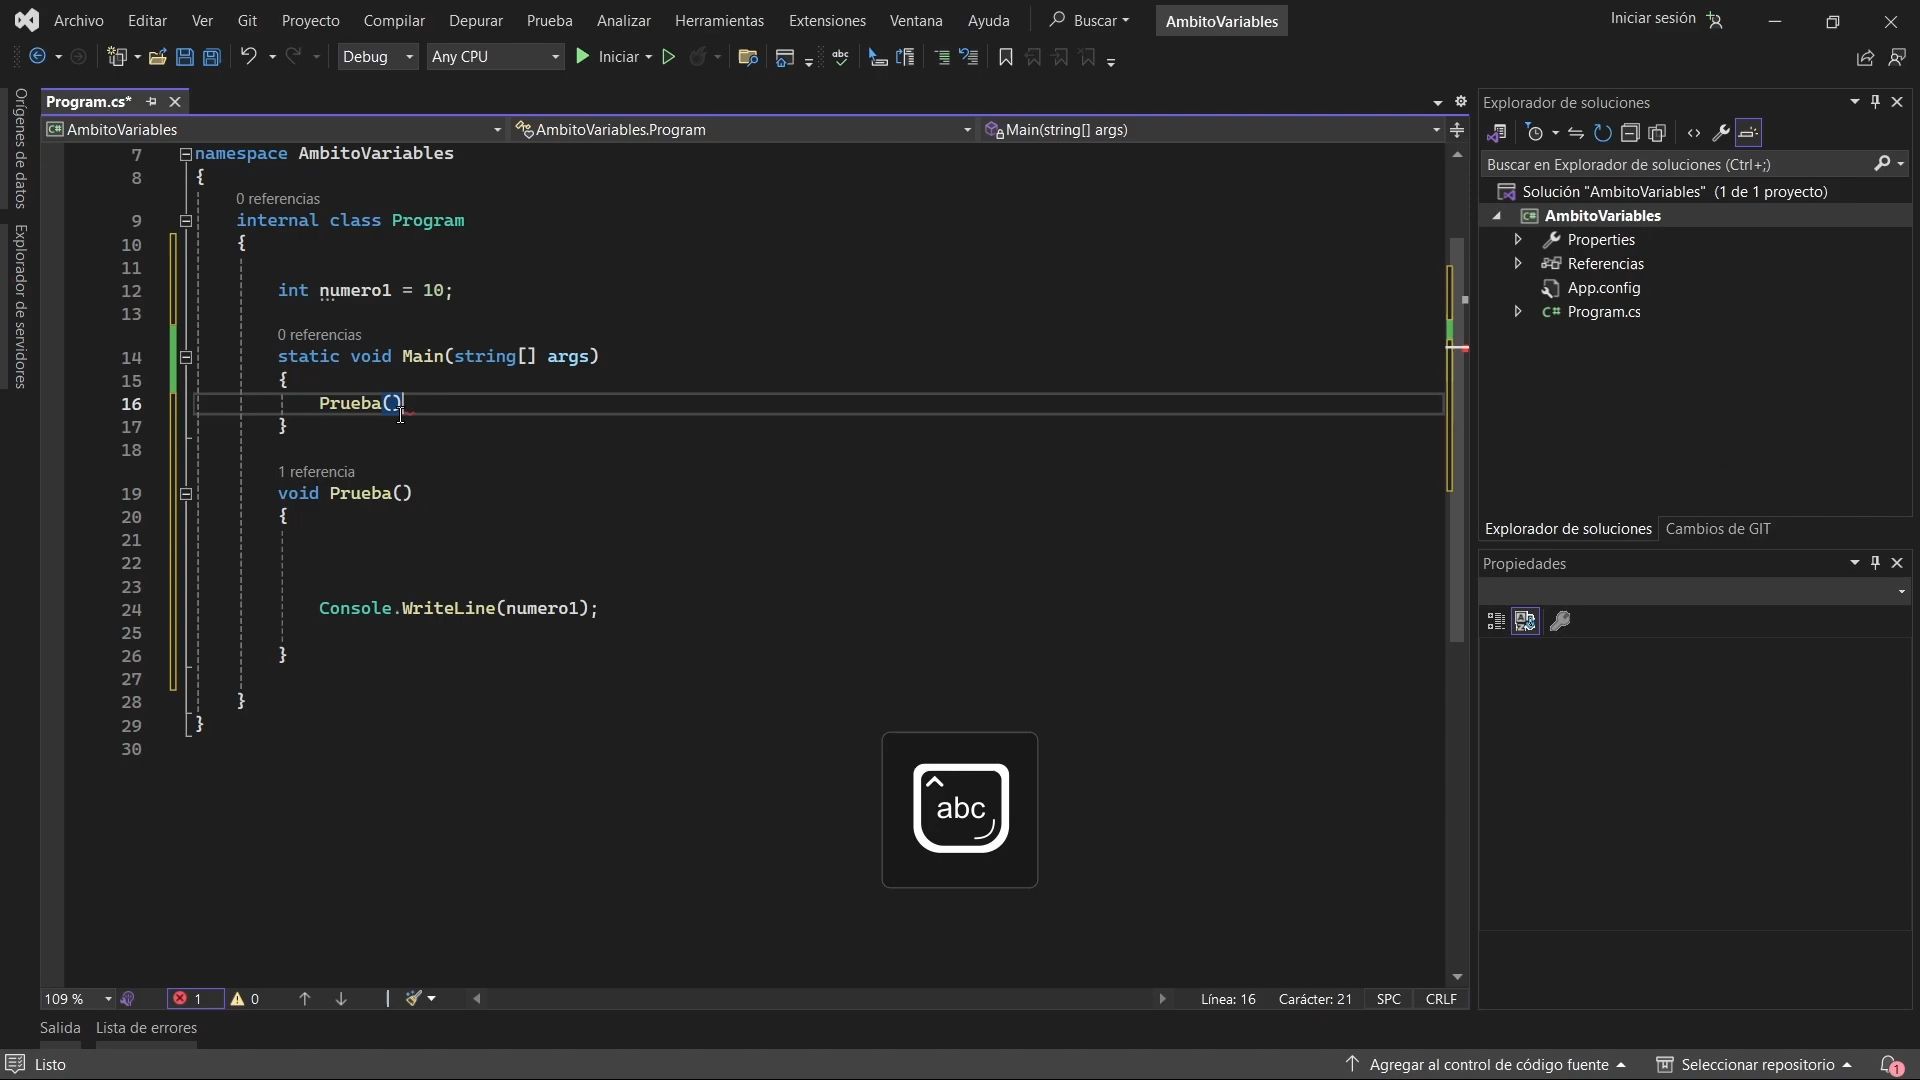 Archivo Editar Ver Git Proyecto Compilar Depurar Prueba Analizar Herramientas Extensiones Ventana Ayuda Buscar AmbitoVariables Iniciar sesión
Debug Any CPU Iniciar abc
Orígenes de datos
Explorador de servidores
Program.cs*
C# AmbitoVariables AmbitoVariables.Program Main(string[] args)
7 namespace AmbitoVariables
8 {
0 referencias
9 internal class Program
10 {
11
12 int numero1 = 10;
13
0 referencias
14 static void Main(string[] args)
15 {
16 Prueba()
17 }
18
1 referencia
19 void Prueba()
20 {
21
22
23
24 Console.WriteLine(numero1);
25
26 }
27
28 }
29 }
30
abc
109 % 1 0 Línea: 16 Carácter: 21 SPC CRLF
Salida Lista de errores
Explorador de soluciones
Buscar en Explorador de soluciones (Ctrl+;)
Solución "AmbitoVariables" (1 de 1 proyecto)
C# AmbitoVariables
Properties
Referencias
App.config
C# Program.cs
Explorador de soluciones Cambios de GIT
Propiedades
Listo Agregar al control de código fuente Seleccionar repositorio 1